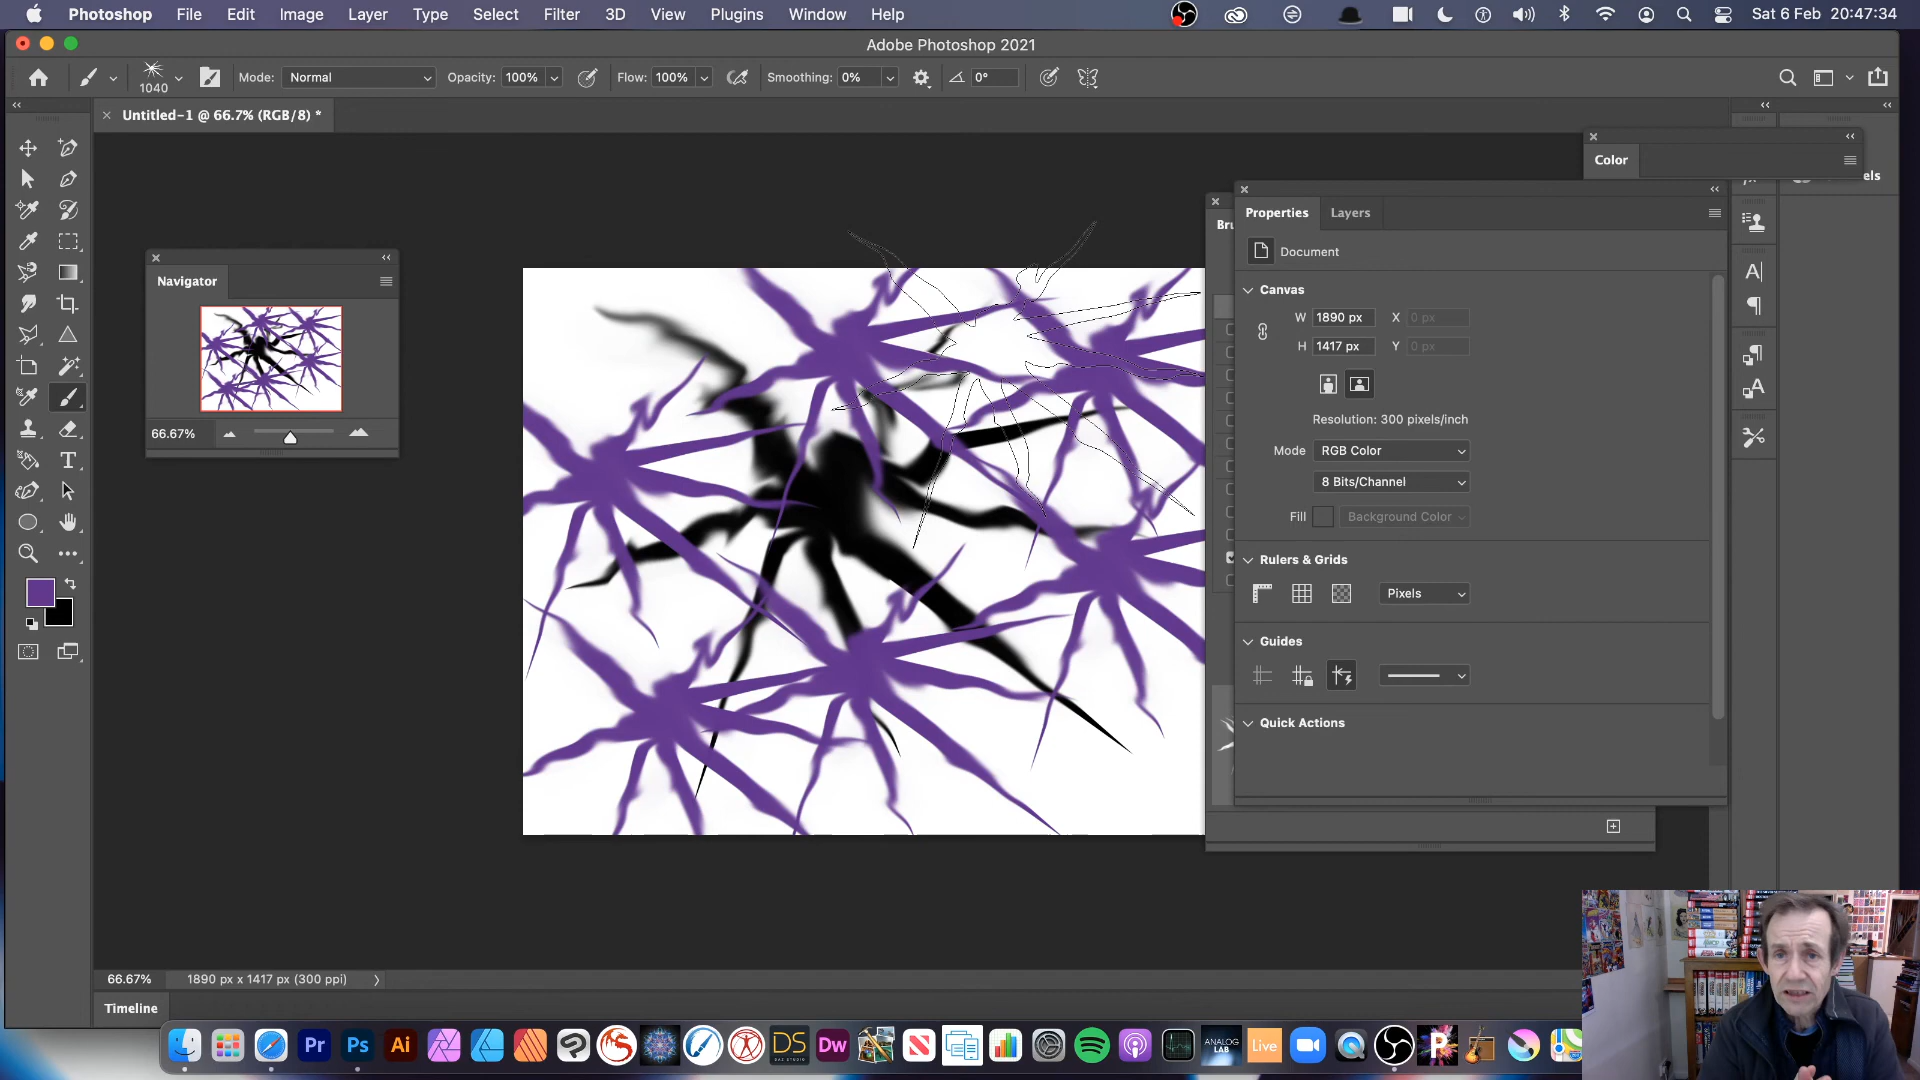 Photoshop File Edit Image Layer Type Select Filter 3D View Plugins Window Help Sat 6 Feb 20:47:34
Adobe Photoshop 2021
1040 Mode: Normal Opacity: 100% Flow: 100% Smoothing: 0% 0°
Untitled-1 @ 66.7% (RGB/8) *
Color
els
Properties Layers
Bru
Document
Navigator
Canvas
W 1890 px X 0 px
H 1417 px Y 0 px
Resolution: 300 pixels/inch
66.67%
Mode RGB Color
8 Bits/Channel
Fill Background Color
Rulers & Grids
Pixels
Guides
Quick Actions
66.67% 1890 px x 1417 px (300 ppi)
Timeline
Pr Ps Ai DS Dw ANALOG LAB Live P